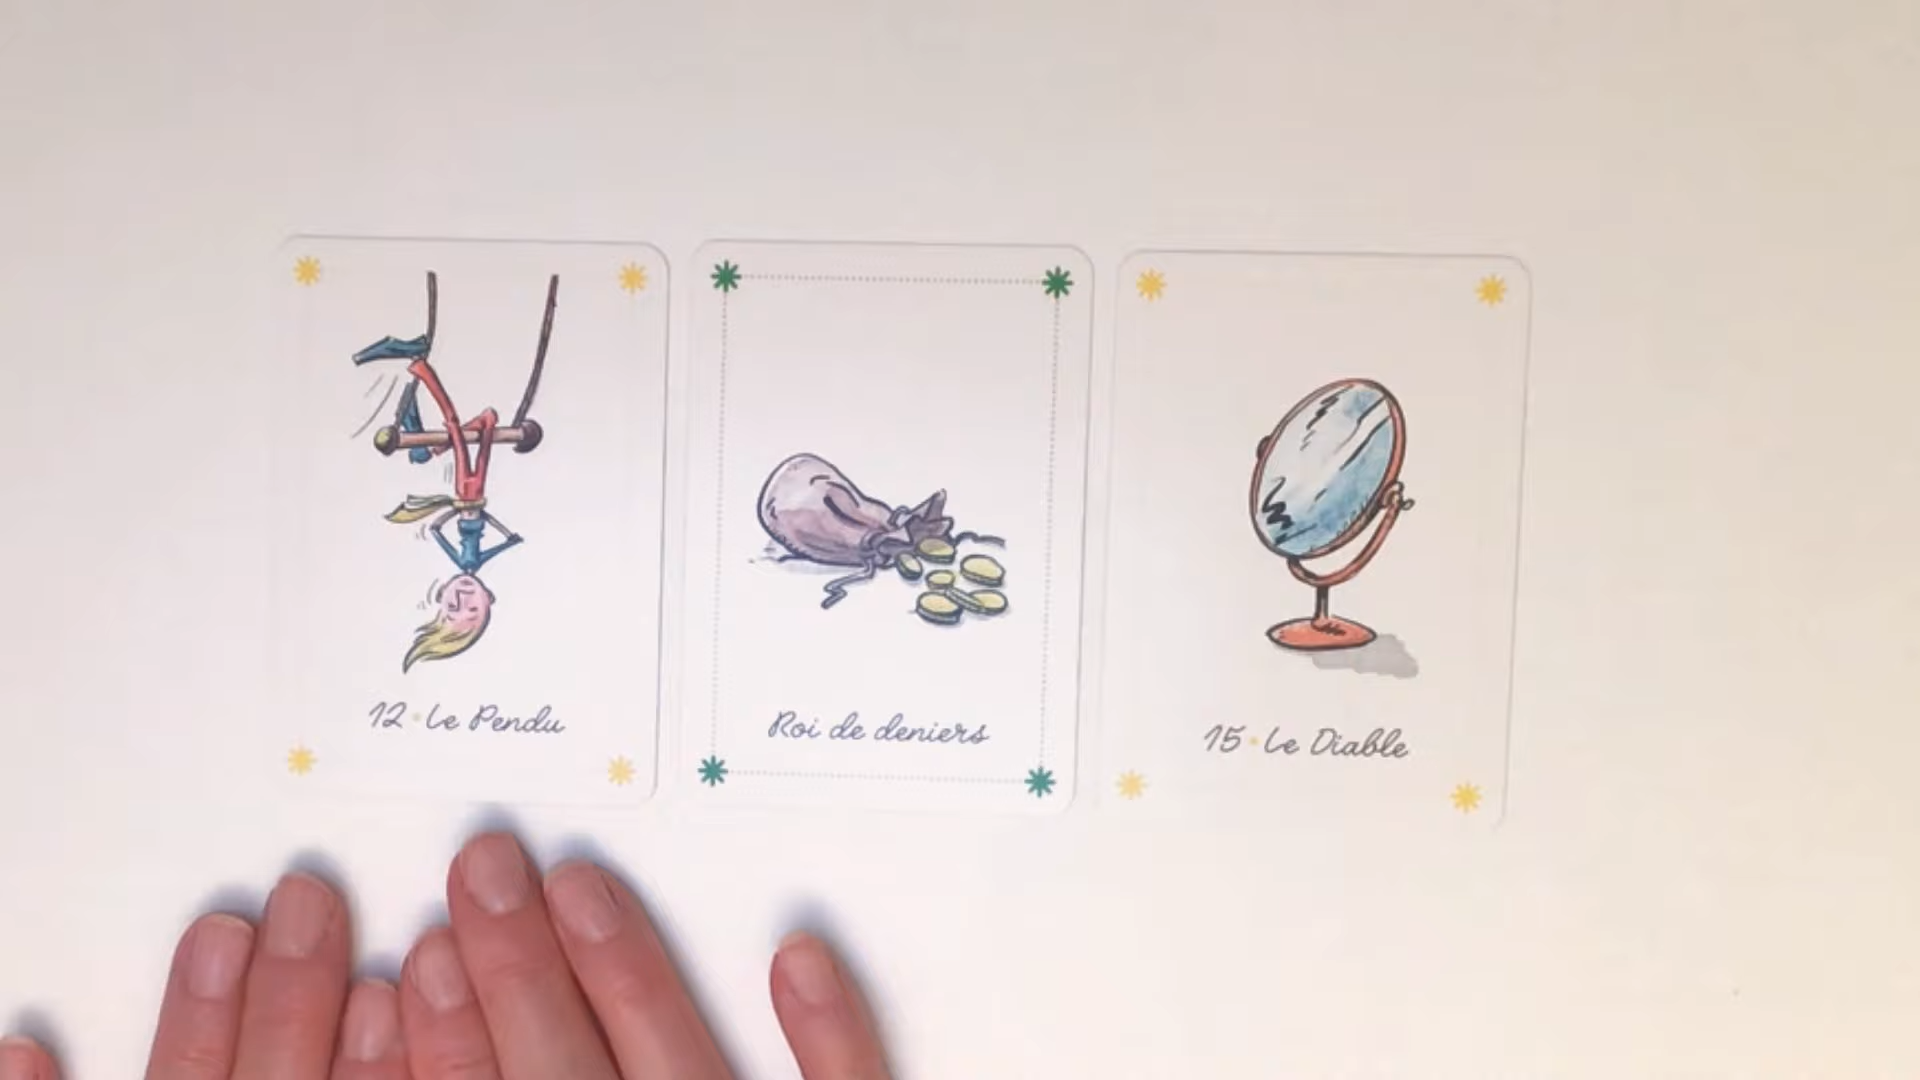 12 • Le Pendu
Roi de deniers
15 • Le Diable